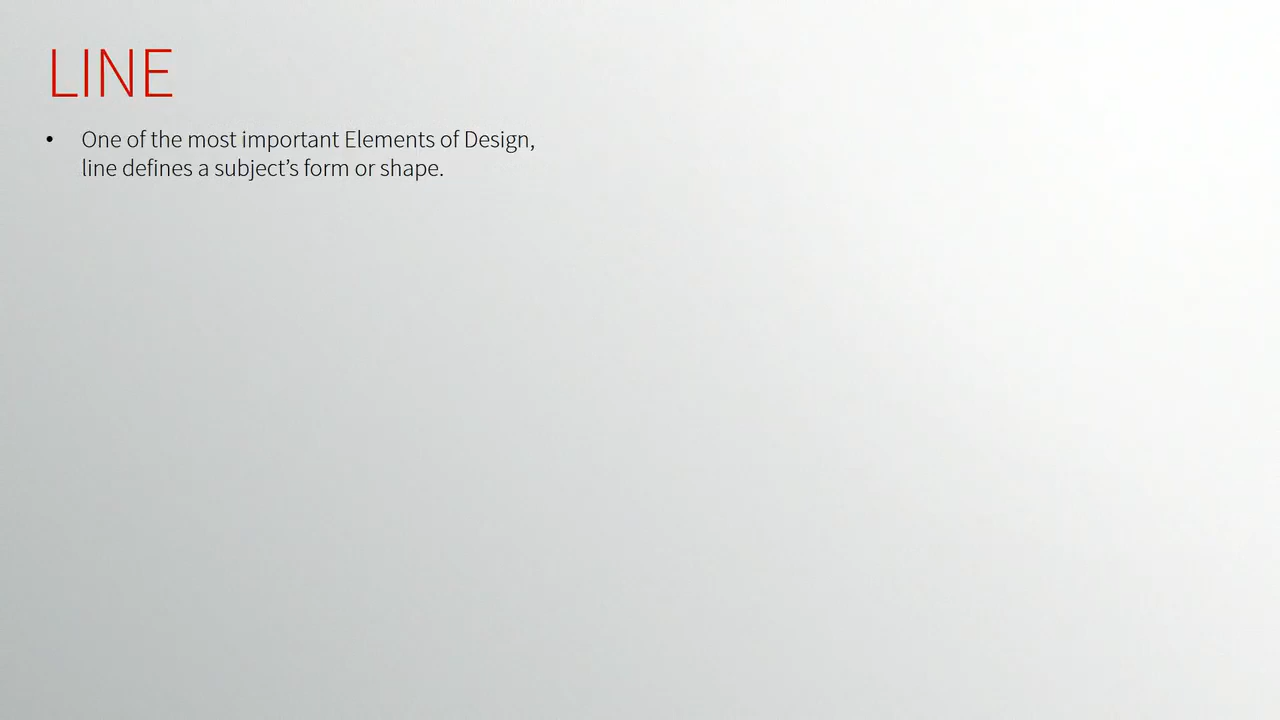 LINE
• One of the most important Elements of Design,
line defines a subject’s form or shape.